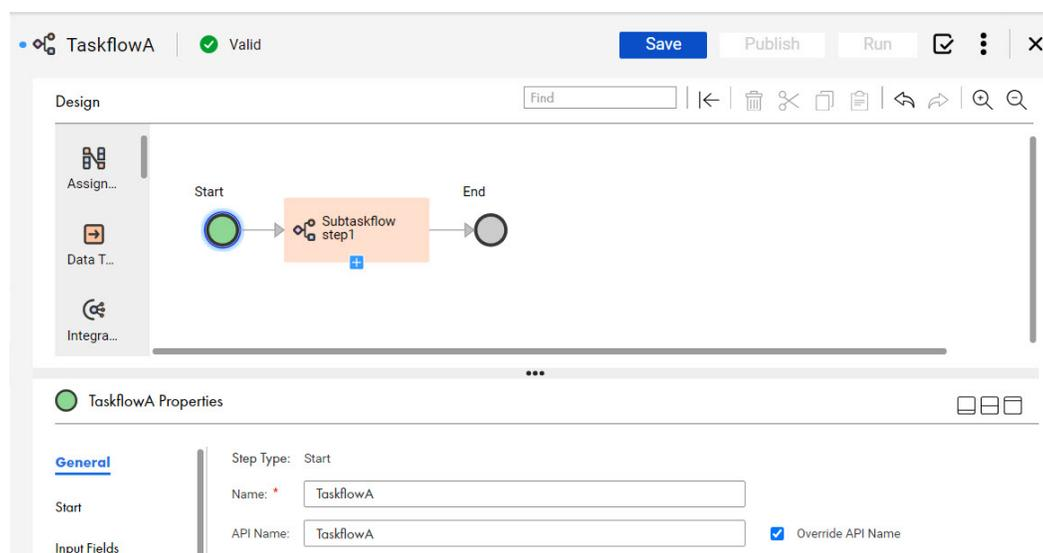 TaskflowA
Valid
Save
Publish
Run
Design
Find
Assign...
Data T...
Integra...
Start
Subtaskflow
step1
End
TaskflowA Properties
General
Start
Input Fields
Step Type: Start
Name: * TaskflowA
API Name: TaskflowA
Override API Name